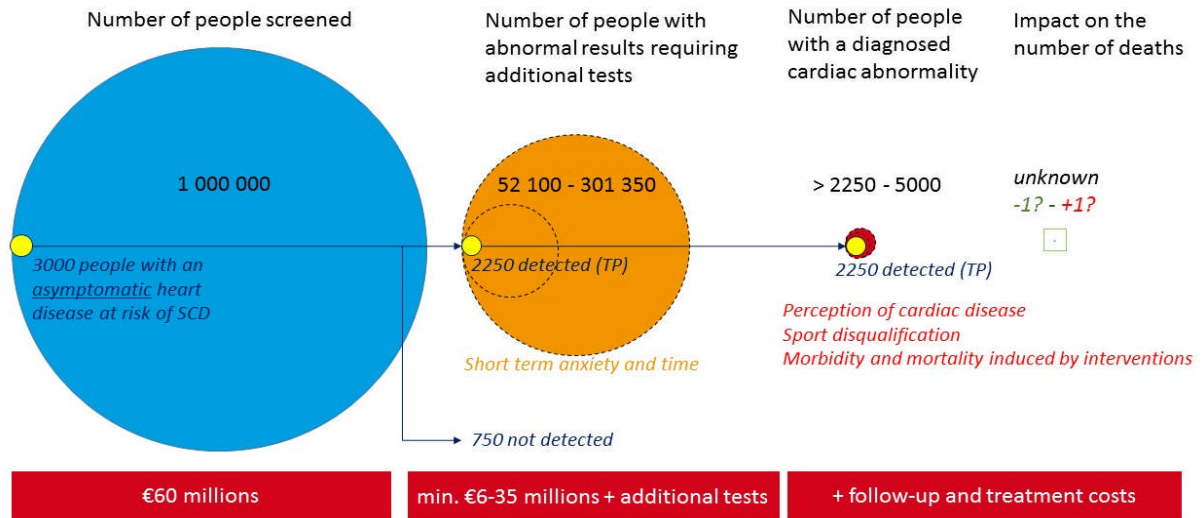 Number of people screened
Number of people with
abnormal results requiring
additional tests
Number of people
with a diagnosed
cardiac abnormality
Impact on the
number of deaths
1 000 000
52 100 - 301 350
> 2250 - 5000
unknown
-1? - +1?
3000 people with an
asymptomatic heart
disease at risk of SCD
2250 detected (TP)
2250 detected (TP)
Short term anxiety and time
Perception of cardiac disease
Sport disqualification
Morbidity and mortality induced by interventions
750 not detected
€60 millions
min. €6-35 millions + additional tests
+ follow-up and treatment costs